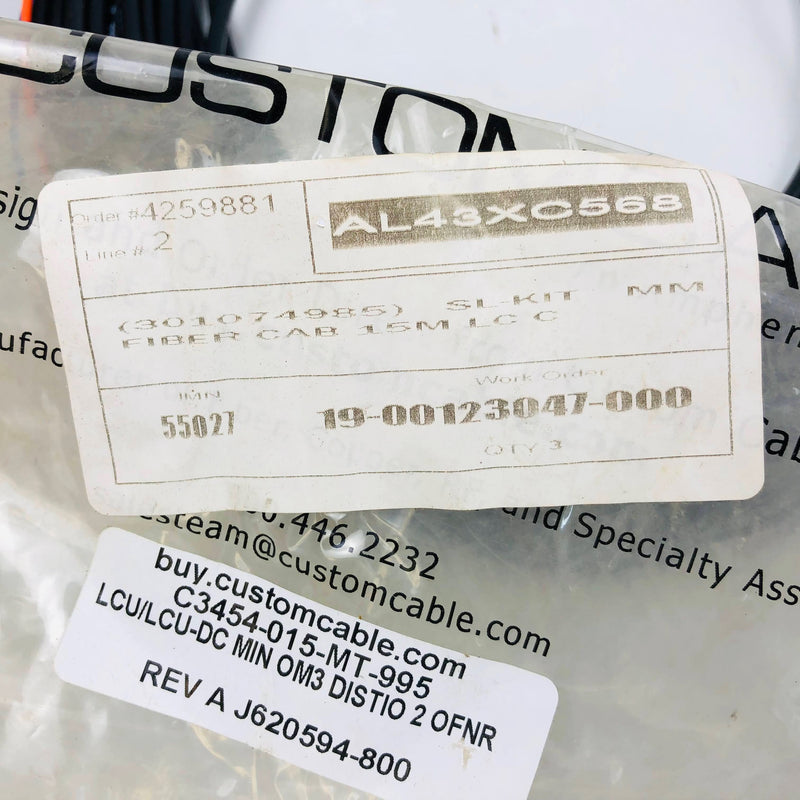 CUSTOM
Order #4259881
Line # 2
AL43XC568
(301074985) SL-KIT MM
FIBER CAB 15M LC C
IMN
55027
Work Order
19-00123047-000
QTY 3
.446.2232
and Specialty Ass
esteam@customcable.com
buy.customcable.com
C3454-015-MT-995
LCU/LCU-DC MIN OM3 DISTIO 2 OFNR
REV A J620594-800